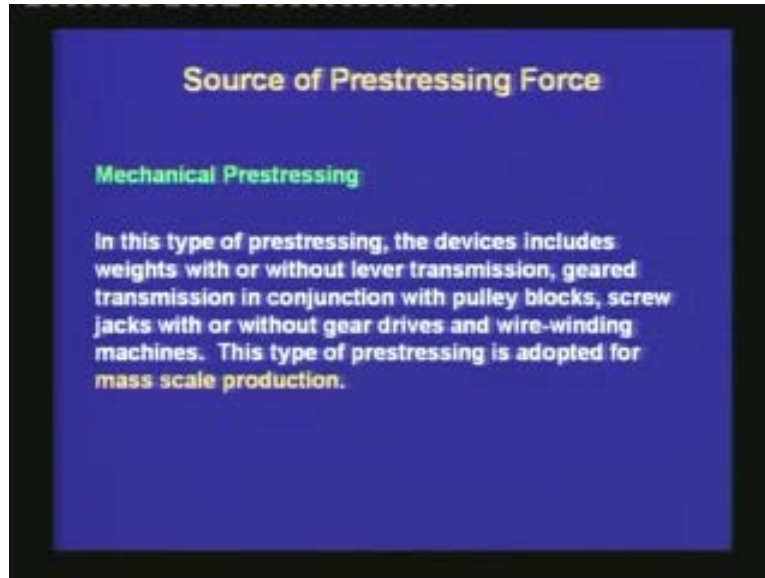 Source of Prestressing Force
Mechanical Prestressing
In this type of prestressing, the devices includes
weights with or without lever transmission, geared
transmission in conjunction with pulley blocks, screw
jacks with or without gear drives and wire-winding
machines. This type of prestressing is adopted for
mass scale production.